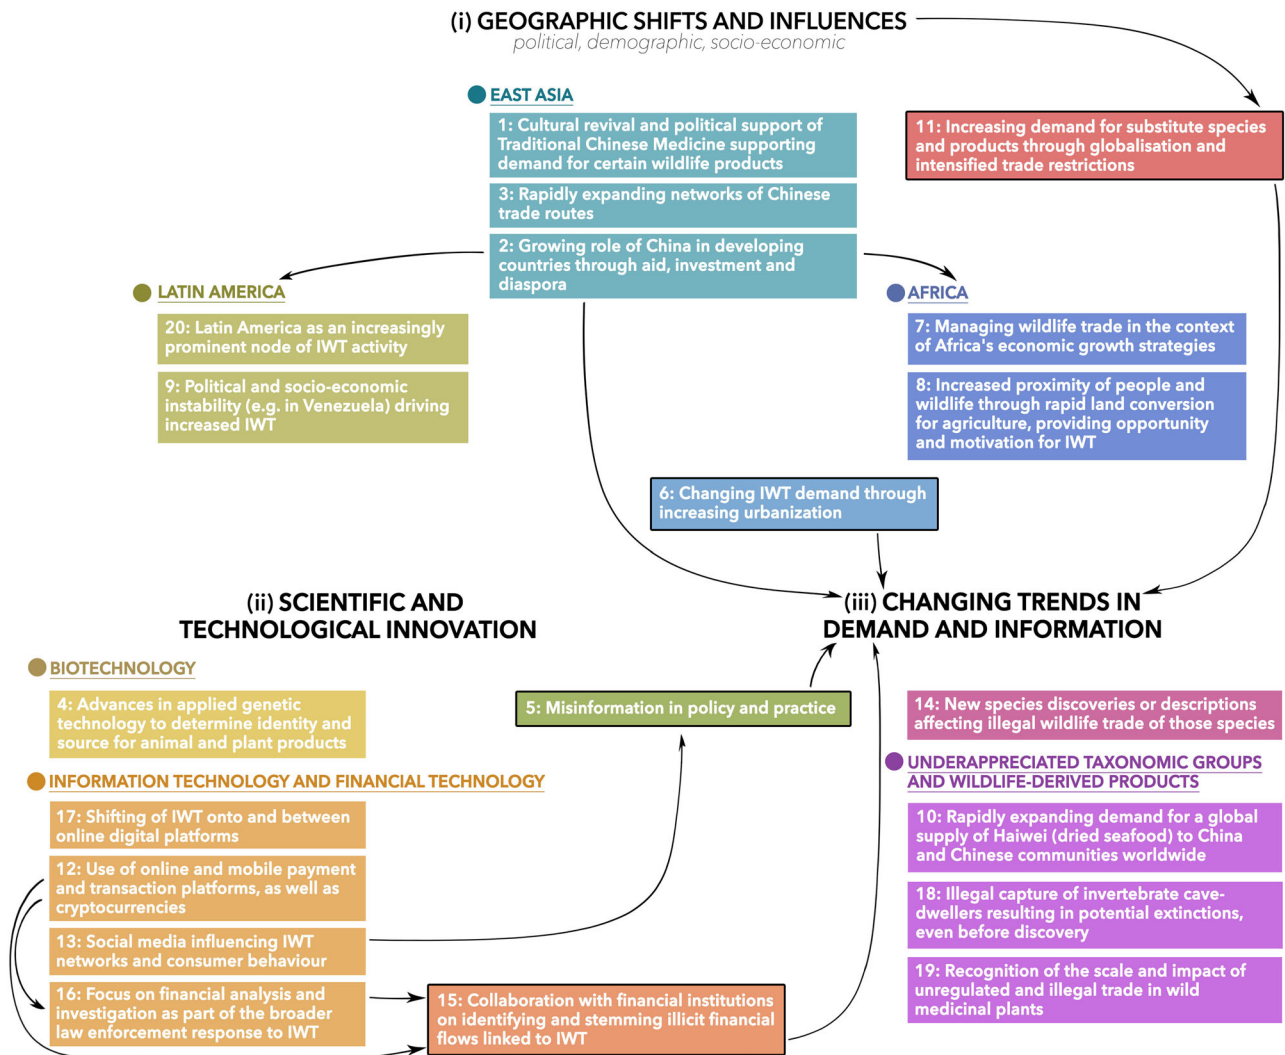 (i) GEOGRAPHIC SHIFTS AND INFLUENCES
political, demographic, socio-economic
EAST ASIA
1: Cultural revival and political support of
Traditional Chinese Medicine supporting
demand for certain wildlife products
3: Rapidly expanding networks of Chinese
trade routes
2: Growing role of China in developing
countries through aid, investment and
diaspora
11: Increasing demand for substitute species
and products through globalisation and
intensified trade restrictions
LATIN AMERICA
20: Latin America as an increasingly
prominent node of IWT activity
9: Political and socio-economic
instability (e.g. in Venezuela) driving
increased IWT
AFRICA
7: Managing wildlife trade in the context
of Africa's economic growth strategies
8: Increased proximity of people and
wildlife through rapid land conversion
for agriculture, providing opportunity
and motivation for IWT
6: Changing IWT demand through
increasing urbanization
(ii) SCIENTIFIC AND
TECHNOLOGICAL INNOVATION
BIOTECHNOLOGY
4: Advances in applied genetic
technology to determine identity and
source for animal and plant products
INFORMATION TECHNOLOGY AND FINANCIAL TECHNOLOGY
17: Shifting of IWT onto and between
online digital platforms
12: Use of online and mobile payment
and transaction platforms, as well as
cryptocurrencies
13: Social media influencing IWT
networks and consumer behaviour
16: Focus on financial analysis and
investigation as part of the broader
law enforcement response to IWT
5: Misinformation in policy and practice
15: Collaboration with financial institutions
on identifying and stemming illicit financial
flows linked to IWT
(iii) CHANGING TRENDS IN
DEMAND AND INFORMATION
14: New species discoveries or descriptions
affecting illegal wildlife trade of those species
UNDERAPPRECIATED TAXONOMIC GROUPS
AND WILDLIFE-DERIVED PRODUCTS
10: Rapidly expanding demand for a global
supply of Haiwei (dried seafood) to China
and Chinese communities worldwide
18: Illegal capture of invertebrate cave-
dwellers resulting in potential extinctions,
even before discovery
19: Recognition of the scale and impact of
unregulated and illegal trade in wild
medicinal plants